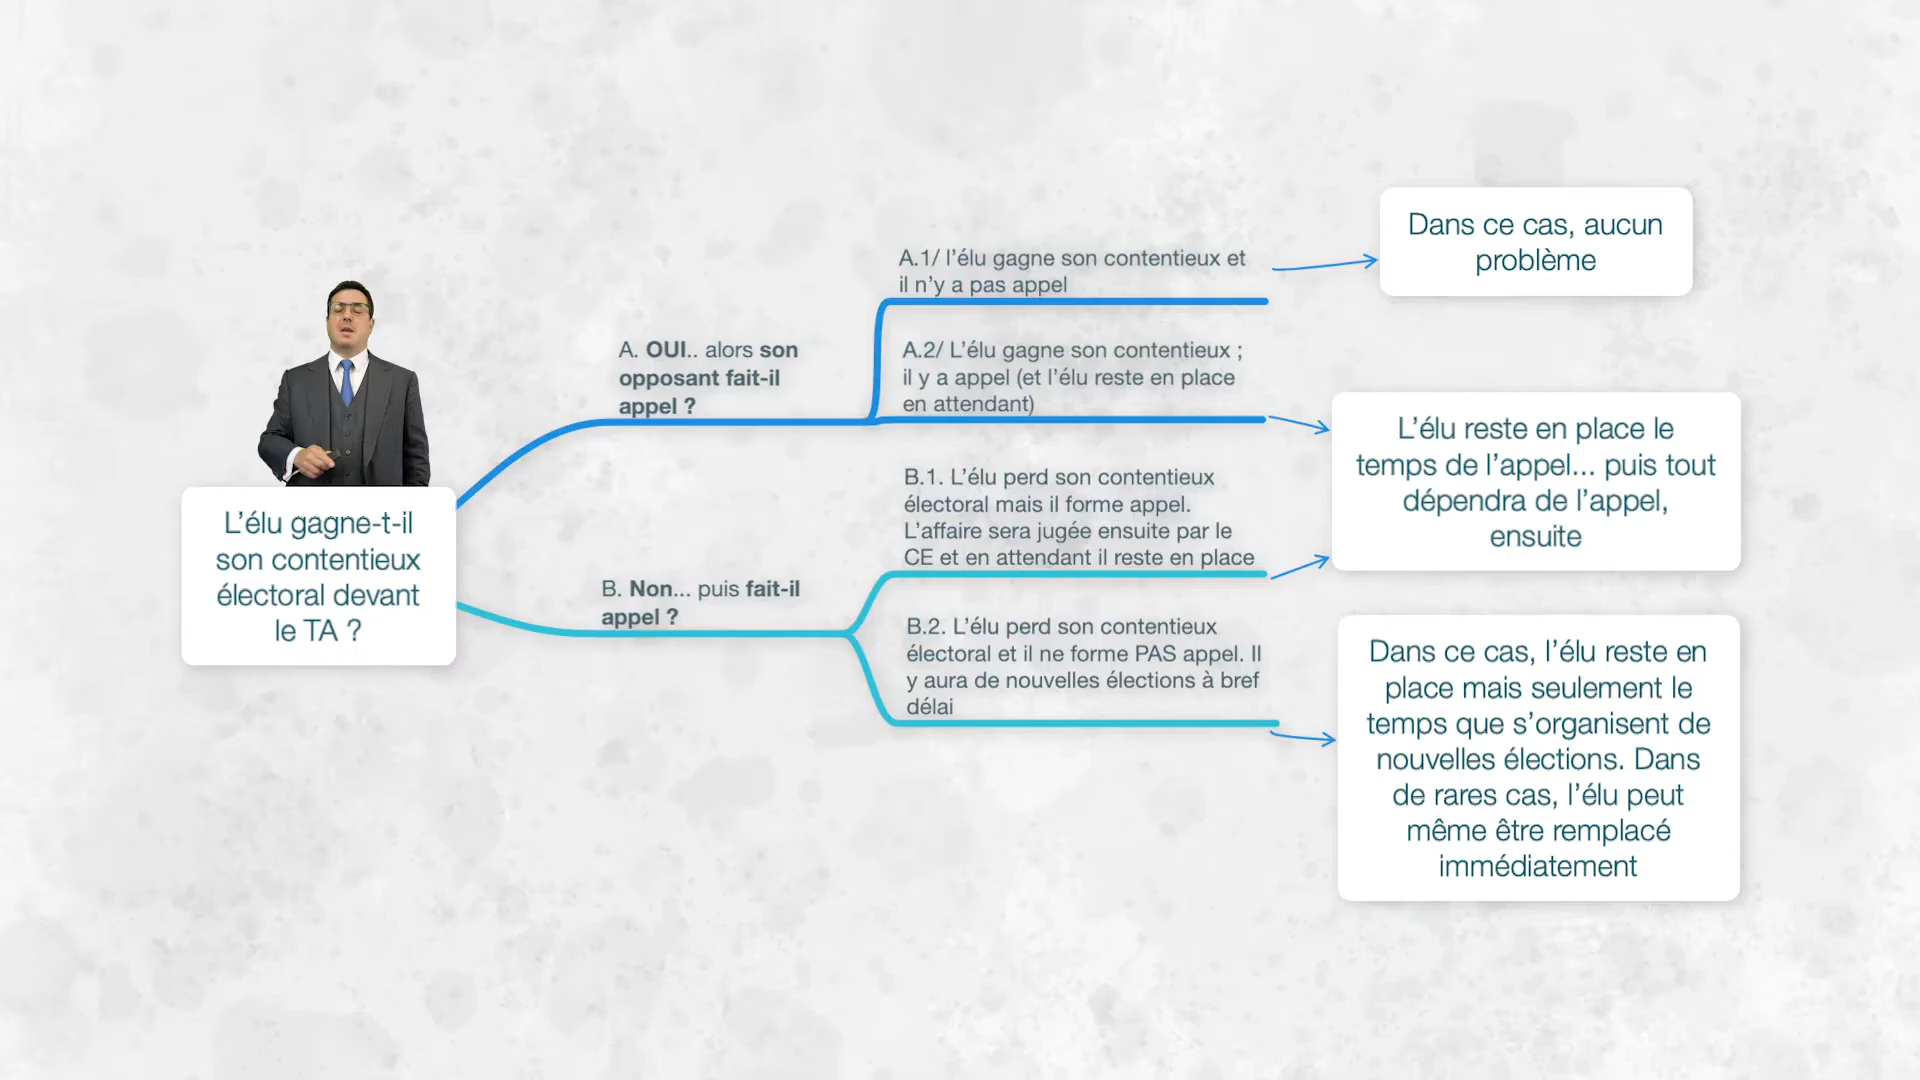 L’élu gagne-t-il
son contentieux
électoral devant
le TA ?
A. OUI.. alors son
opposant fait-il
appel ?
A.1/ l’élu gagne son contentieux et
il n’y a pas appel
Dans ce cas, aucun
problème
A.2/ L’élu gagne son contentieux ;
il y a appel (et l’élu reste en place
en attendant)
L’élu reste en place le
temps de l’appel... puis tout
dépendra de l’appel,
ensuite
B. Non... puis fait-il
appel ?
B.1. L’élu perd son contentieux
électoral mais il forme appel.
L’affaire sera jugée ensuite par le
CE et en attendant il reste en place
B.2. L’élu perd son contentieux
électoral et il ne forme PAS appel. Il
y aura de nouvelles élections à bref
délai
Dans ce cas, l’élu reste en
place mais seulement le
temps que s’organisent de
nouvelles élections. Dans
de rares cas, l’élu peut
même être remplacé
immédiatement